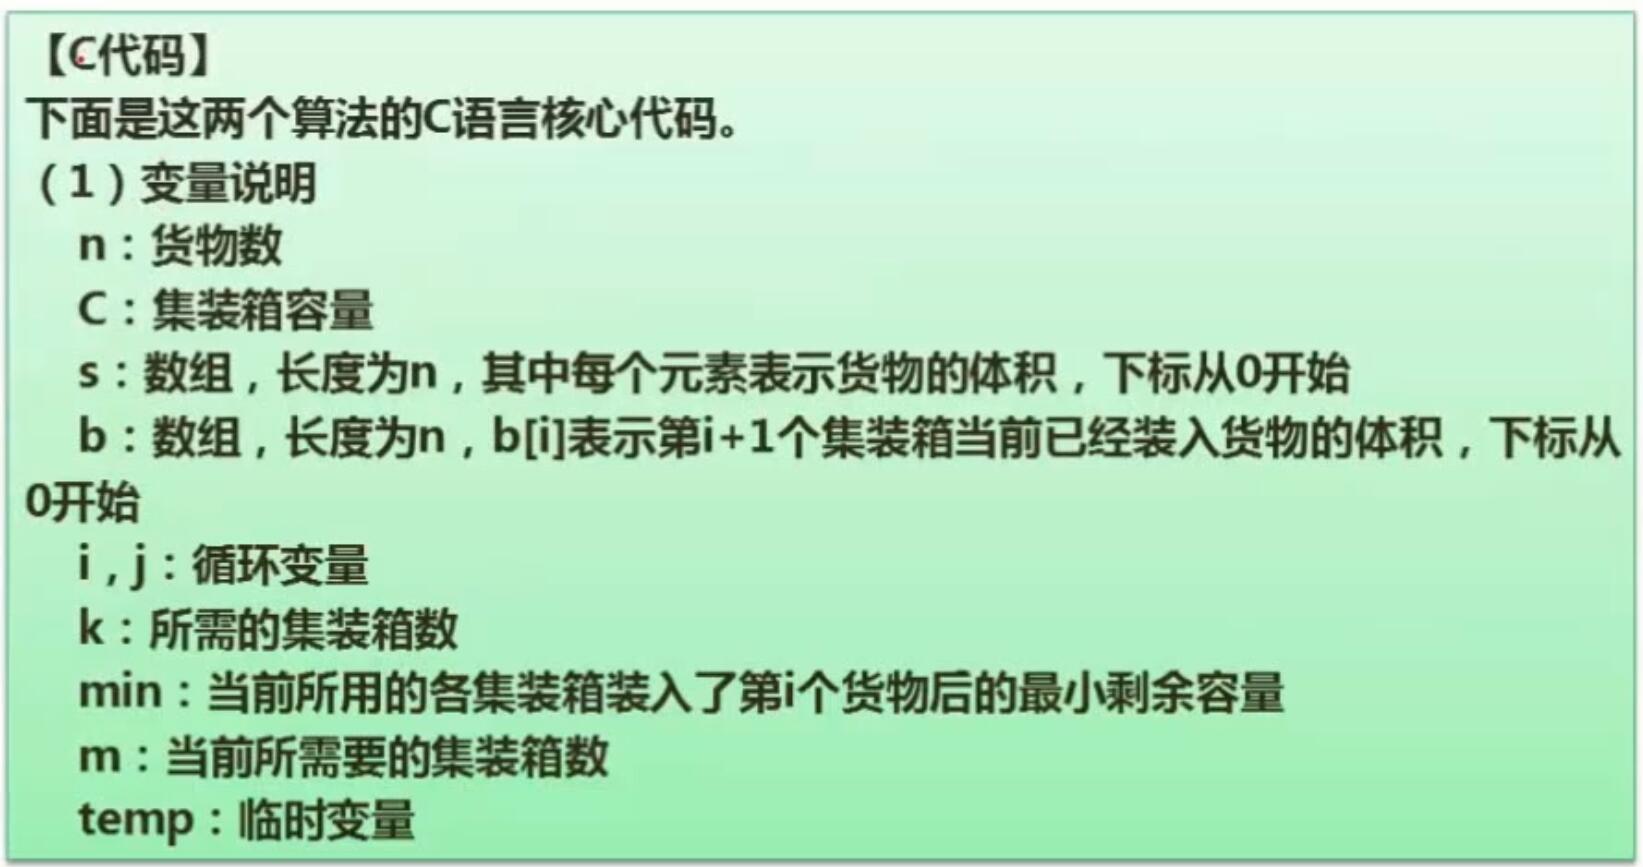 【C代码】
下面是这两个算法的C语言核心代码。
（1）变量说明
n：货物数
C：集装箱容量
s：数组，长度为n，其中每个元素表示货物的体积，下标从0开始
b：数组，长度为n，b[i]表示第i+1个集装箱当前已经装入货物的体积，下标从
0开始
i，j：循环变量
k：所需的集装箱数
min：当前所用的各集装箱装入了第i个货物后的最小剩余容量
m：当前所需要的集装箱数
temp：临时变量